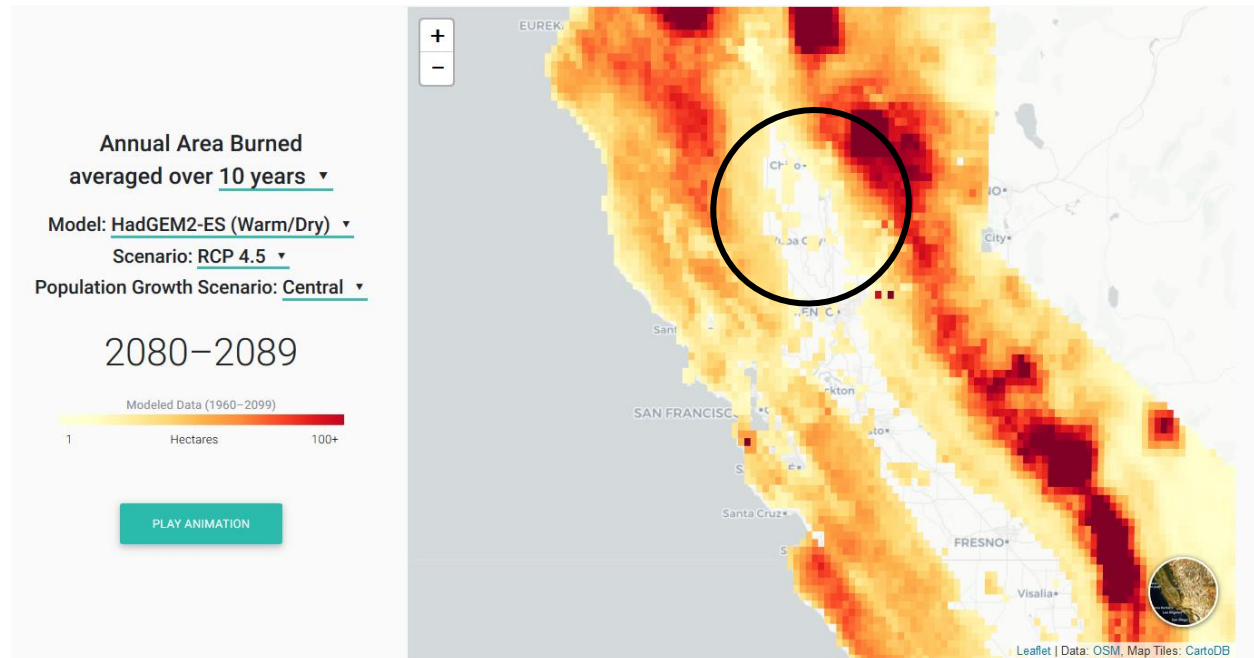 Annual Area Burned
averaged over 10 years ▼
Model: HadGEM2-ES (Warm/Dry) ▼
Scenario: RCP 4.5 ▼
Population Growth Scenario: Central ▼
2080–2089
Modeled Data (1960–2099)
1 Hectares 100+
PLAY ANIMATION
+
−
City
SAN FRANCISC
Santa Cruz
FRESNO
Visalia
Leaflet | Data: OSM, Map Tiles: CartoDB